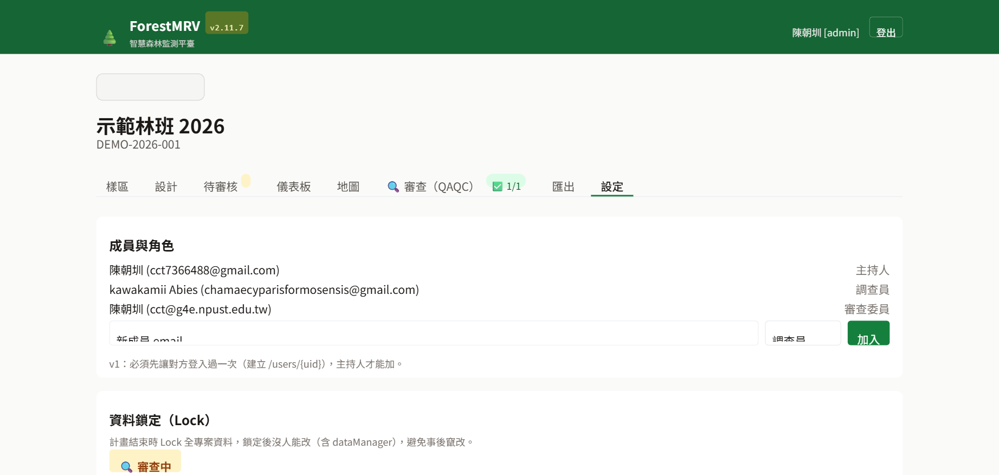 ForestMRV v2.11.7
智慧森林監測平臺
陳朝圳 [admin] 登出
示範林班 2026
DEMO-2026-001
樣區 設計 待審核 儀表板 地圖 🔍 審查（QAQC） ✅ 1/1 匯出 設定
成員與角色
陳朝圳 (cct7366488@gmail.com) 主持人
kawakamii Abies (chamaecyparisformosensis@gmail.com) 調查員
陳朝圳 (cct@g4e.npust.edu.tw) 審查委員
新成員 email 調查員 加入
v1：必須先讓對方登入過一次（建立 /users/{uid}），主持人才能加。
資料鎖定（Lock）
計畫結束時 Lock 全專案資料，鎖定後沒人能改（含 dataManager），避免事後竄改。
🔍 審查中